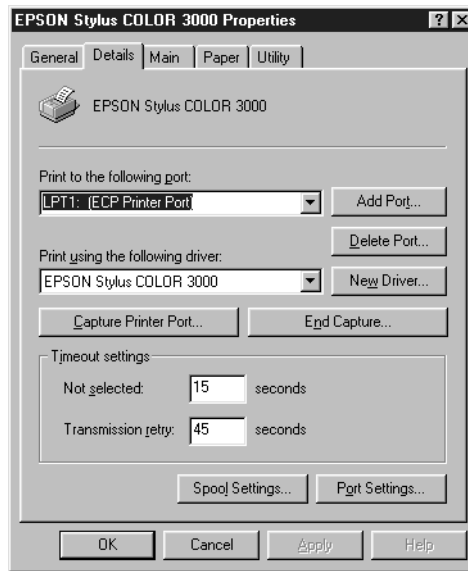 EPSON Stylus COLOR 3000 Properties
General Details Main Paper Utility
EPSON Stylus COLOR 3000
Print to the following port:
LPT1: (ECP Printer Port) Add Port...
Delete Port...
Print using the following driver:
EPSON Stylus COLOR 3000 New Driver...
Capture Printer Port... End Capture...
Timeout settings
Not selected: 15 seconds
Transmission retry: 45 seconds
Spool Settings... Port Settings...
OK Cancel Apply Help